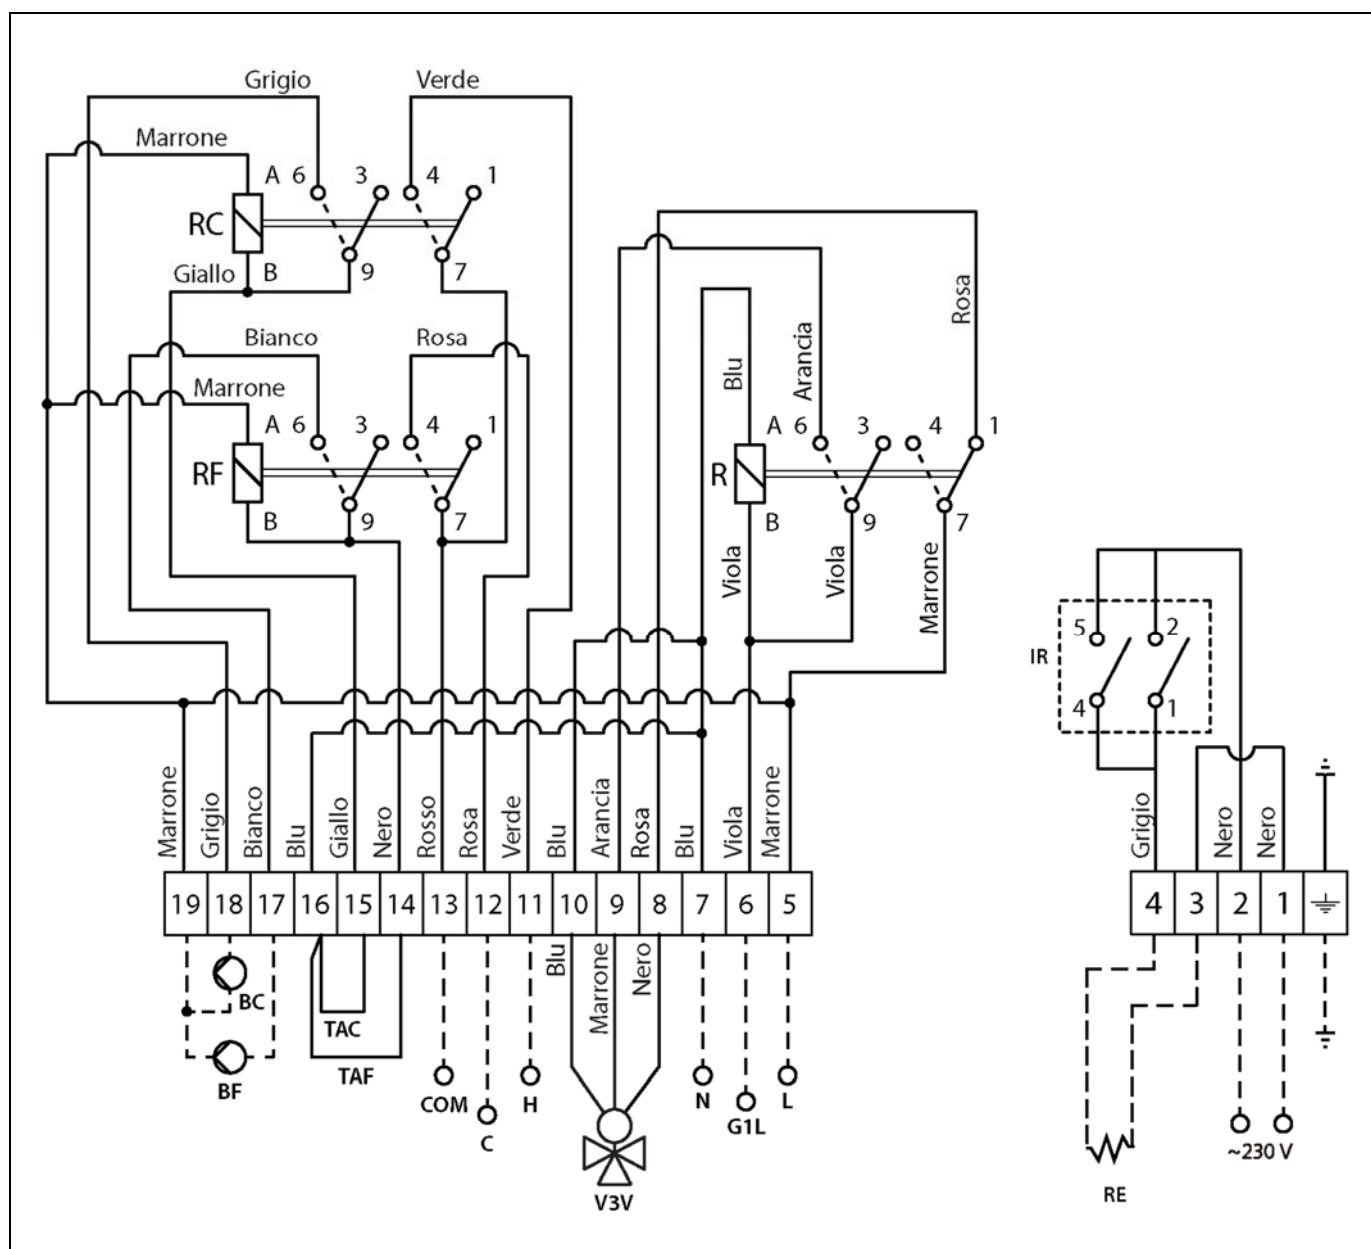 Grigio Verde
Marrone
A 6 3 4 1
RC
Giallo B 9 7
Bianco Rosa
Marrone
A 6 3 4 1
RF
B 9 7
Blu Arancia Rosa
A 6 3 4 1
R
B 9 7
Viola Viola Marrone
5 2
IR
4 1
Marrone Grigio Bianco Blu Giallo Nero Rosso Rosa Verde Blu Arancia Rosa Blu Viola Marrone
Grigio Nero Nero
19 18 17 16 15 14 13 12 11 10 9 8 7 6 5
4 3 2 1
Blu Marrone Nero
BC
TAC
BF TAF COM C H N G1L L
V3V
~230 V
RE